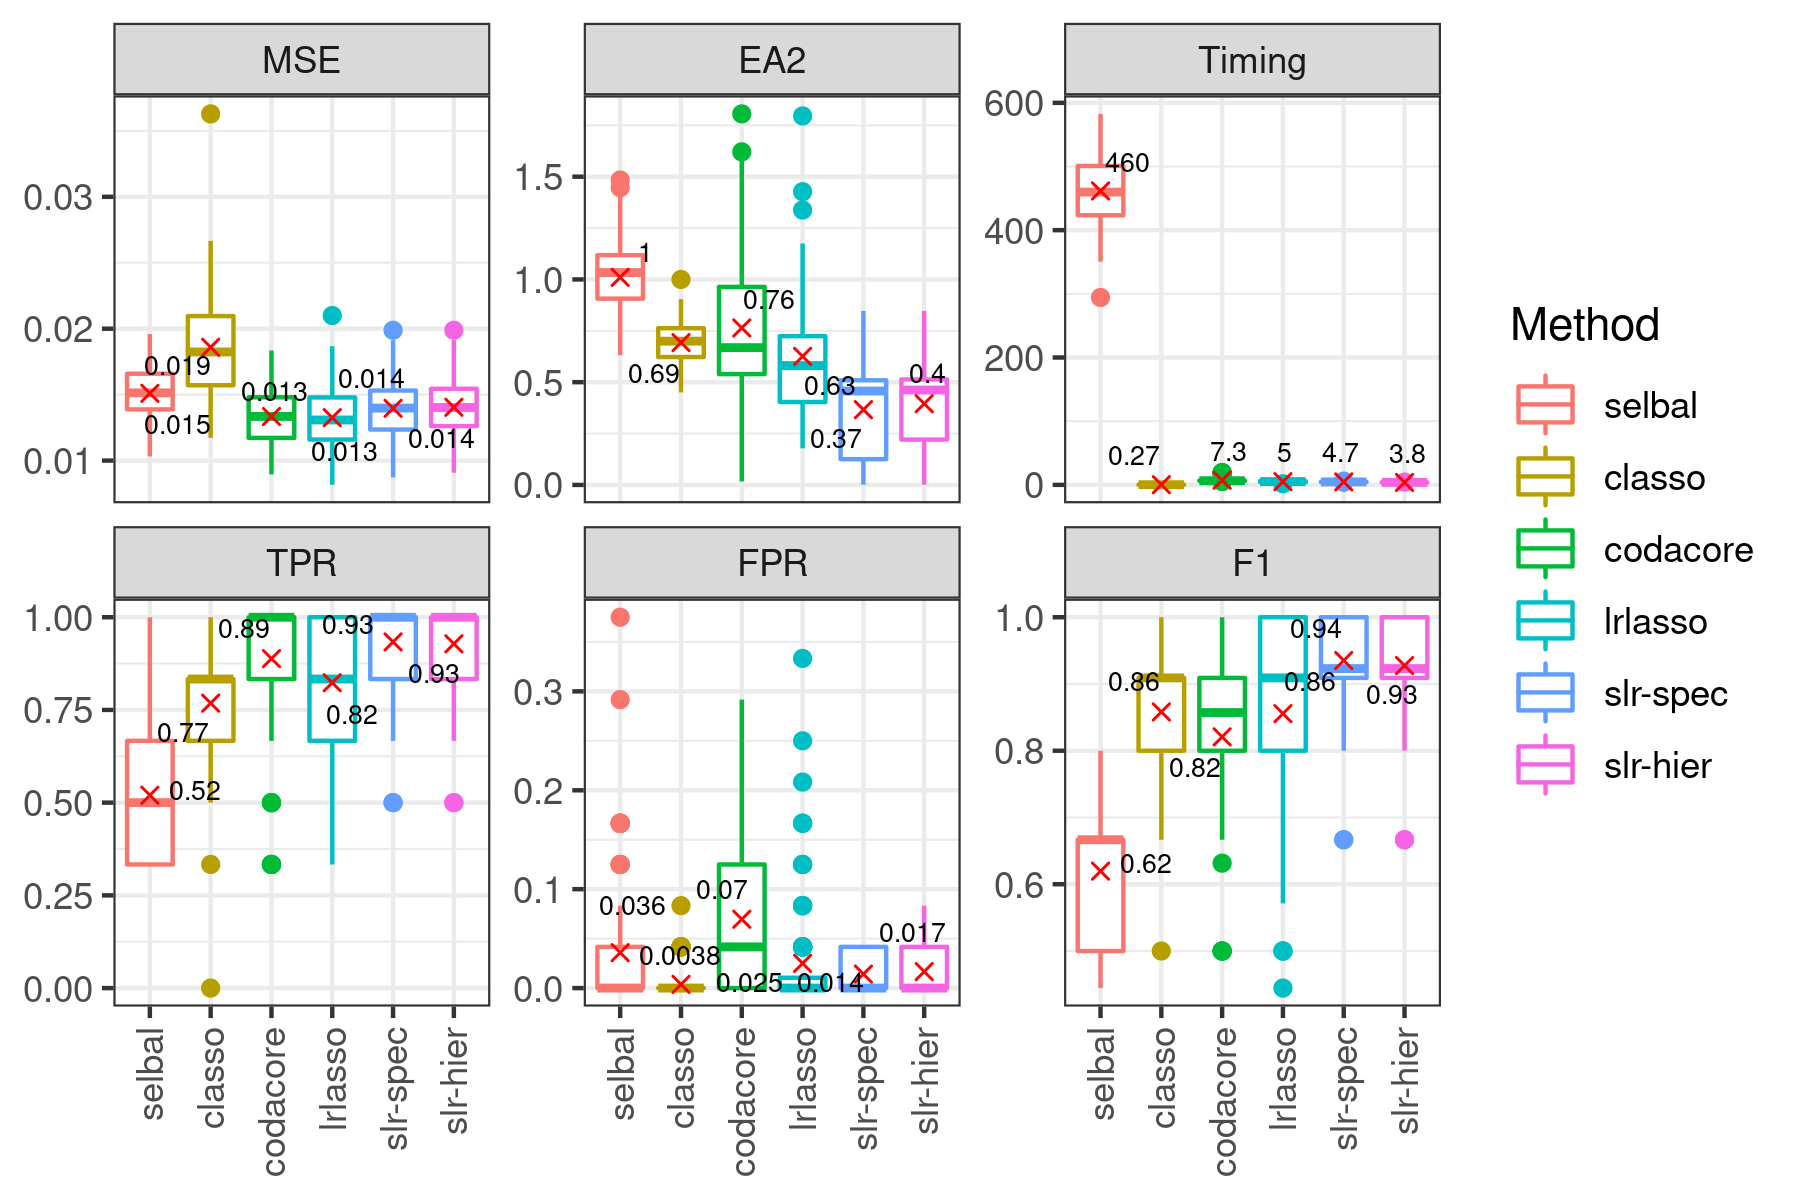 MSE
EA2
Timing
0.03
0.02
0.01
0.019
0.015
0.013
0.013
0.014
0.014
1.5
1.0
0.5
0.0
1
0.69
0.76
0.63
0.37
0.4
600
400
200
0
460
0.27
7.3
5
4.7
3.8
TPR
FPR
F1
1.00
0.75
0.50
0.25
0.00
0.52
0.77
0.89
0.93
0.82
0.93
0.3
0.2
0.1
0.0
0.036
0.0038
0.07
0.025
0.014
0.017
1.0
0.8
0.6
0.62
0.86
0.82
0.94
0.86
0.93
selbal
classo
codacore
lrlasso
slr-spec
slr-hier
selbal
classo
codacore
lrlasso
slr-spec
slr-hier
selbal
classo
codacore
lrlasso
slr-spec
slr-hier
Method
selbal
classo
codacore
lrlasso
slr-spec
slr-hier